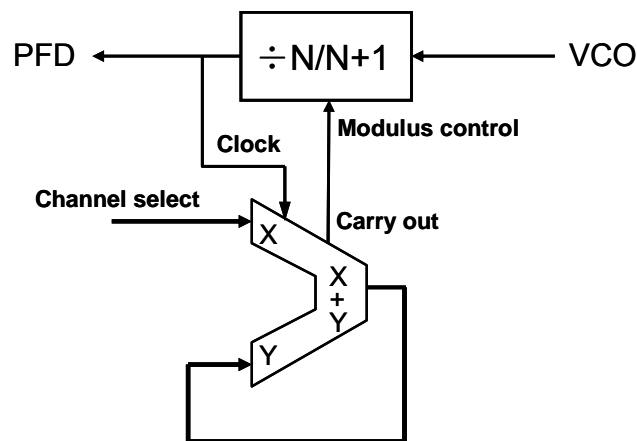 PFD
÷ N/N+1
VCO
Modulus control
Clock
Channel select
Carry out
X
X
+
Y
Y